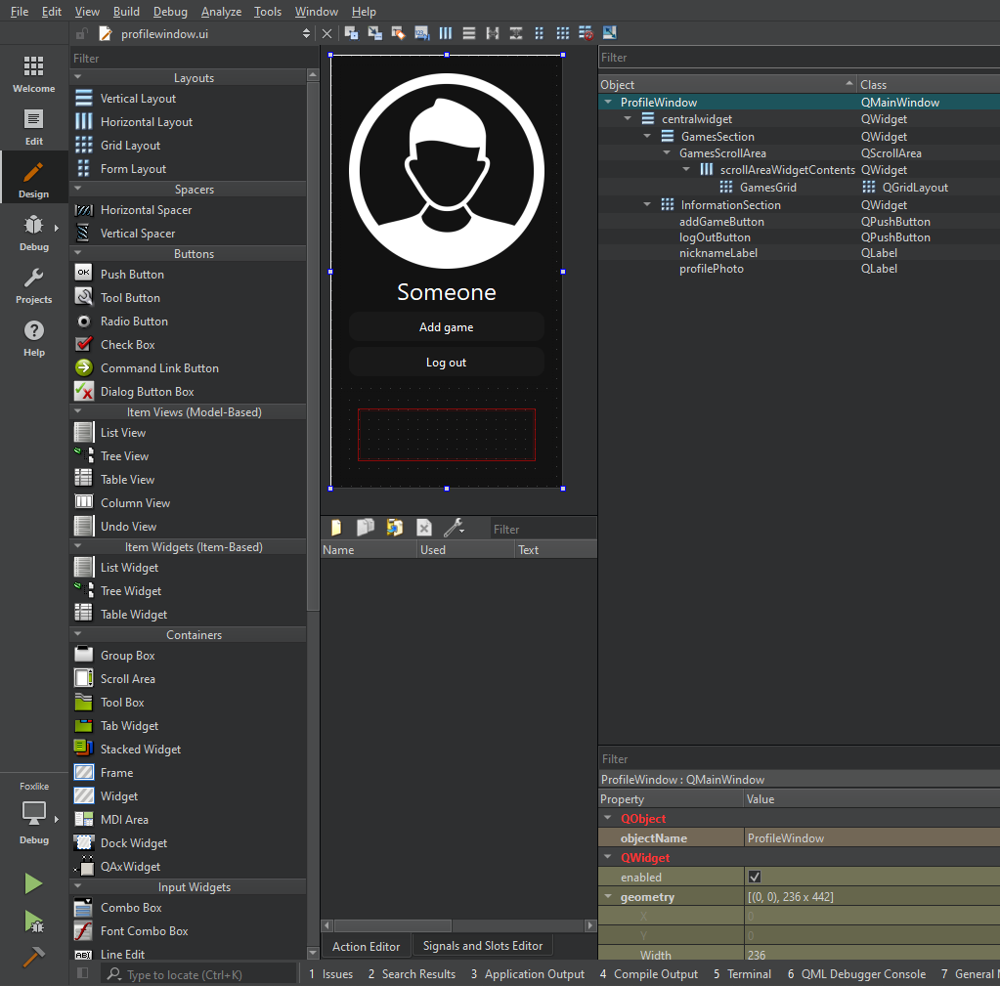 File Edit View Build Debug Analyze Tools Window Help
profilewindow.ui
Welcome
Edit
Design
Debug
Projects
Help
Foxlike
Debug
Filter
Layouts
Vertical Layout
Horizontal Layout
Grid Layout
Form Layout
Spacers
Horizontal Spacer
Vertical Spacer
Buttons
OK Push Button
Tool Button
Radio Button
Check Box
Command Link Button
Dialog Button Box
Item Views (Model-Based)
List View
Tree View
Table View
Column View
Undo View
Item Widgets (Item-Based)
List Widget
Tree Widget
Table Widget
Containers
Group Box
Scroll Area
Tool Box
Tab Widget
Stacked Widget
Frame
Widget
MDI Area
Dock Widget
QAxWidget
Input Widgets
Combo Box
Font Combo Box
ABI Line Edit
Someone
Add game
Log out
Filter
Name Used Text
Action Editor Signals and Slots Editor
Filter
Object Class
ProfileWindow QMainWindow
centralwidget QWidget
GamesSection QWidget
GamesScrollArea QScrollArea
scrollAreaWidgetContents QWidget
GamesGrid QGridLayout
InformationSection QWidget
addGameButton QPushButton
logOutButton QPushButton
nicknameLabel QLabel
profilePhoto QLabel
Filter
ProfileWindow : QMainWindow
Property Value
QObject
objectName ProfileWindow
QWidget
enabled
geometry [(0, 0), 236 x 442]
X 0
Y 0
Width 236
Type to locate (Ctrl+K) 1 Issues 2 Search Results 3 Application Output 4 Compile Output 5 Terminal 6 QML Debugger Console 7 General